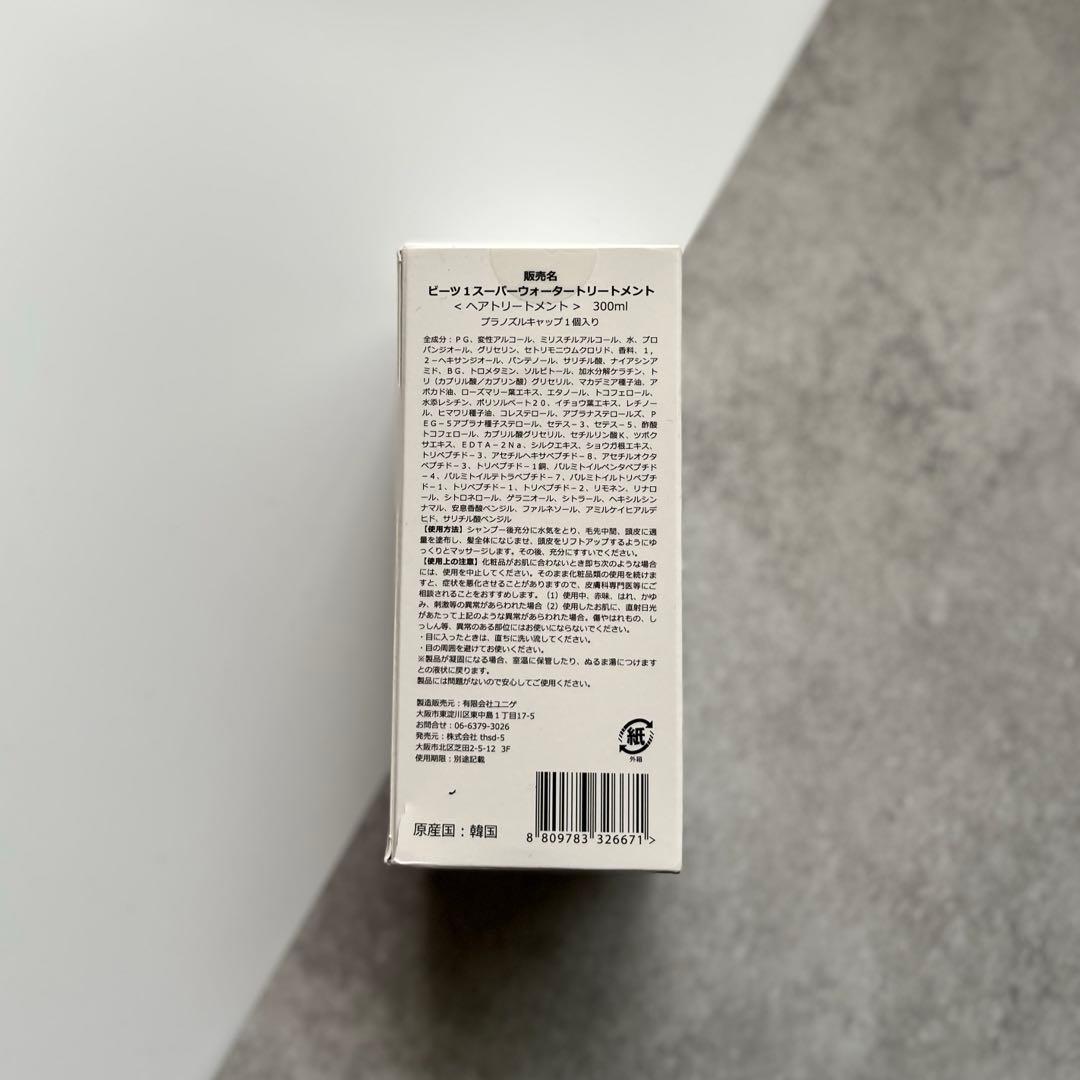 販売名
ビーツ1スーパーウォータートリートメント
<ヘアトリートメント> 300ml
プラノズルキャップ1個入り
全成分：PG、変性アルコール、ミリスチルアルコール、水、プロ
パンジオール、グリセリン、セトリモニウムクロリド、香料、1,
2-ヘキサンジオール、パンテノール、サリチル酸、ナイアシンア
ミド、BG、トロメタミン、ソルビトール、加水分解ケラチン、ト
リ（カプリル酸/カプリン酸）グリセリル、マカデミア種子油、ア
ボカド油、ローズマリー葉エキス、エタノール、トコフェロール、
水添レシチン、ポリソルベート20、イチョウ葉エキス、レチノー
ル、ヒマワリ種子油、コレステロール、アブラナステロールズ、P
EG-5アブラナ種子ステロール、セテス-3、セテス-5、酢酸
トコフェロール、カプリル酸グリセリル、セチルリン酸K、ツボク
サエキス、EDTA-2Na、シルクエキス、ショウガ根エキス、
トリペプチド-3、アセチルヘキサペプチド-8、アセチルオクタ
ペプチド-3、トリペプチド-1銅、パルミトイルペンタペプチド
-4、パルミトイルテトラペプチド-7、パルミトイルトリペプチ
ド-1、トリペプチド-1、トリペプチド-2、リモネン、リナロ
ール、シトロネロール、ゲラニオール、シトラール、ヘキシルシン
ナマル、安息香酸ベンジル、ファルネソール、アミルケイヒアルデ
ヒド、サリチル酸ベンジル
【使用方法】シャンプー後充分に水気をとり、毛先中間、頭皮に適
量を塗布し、髪全体になじませ、頭皮をリフトアップするようにゆ
っくりとマッサージします。その後、充分にすすいでください。
【使用上の注意】化粧品がお肌に合わないとき即ち次のような場合
には、使用を中止してください。そのまま化粧品類の使用を続けま
すと、症状を悪化させることがありますので、皮膚科専門医等にご
相談されることをおすすめします。（1）使用中、赤味、はれ、かゆ
み、刺激等の異常があらわれた場合（2）使用したお肌に、直射日光
があたって上記のような異常があらわれた場合。傷やはれもの、し
っしん等、異常のある部位にはお使いにならないでください。
・目に入ったときは、直ちに洗い流してください。
・目の周囲を避けてお使いください。
※製品が凝固になる場合、室温に保管したり、ぬるま湯につけます
との液状に戻ります。
製品には問題がないので安心してご使用ください。
製造販売元：有限会社ユニゲ
大阪市東淀川区東中島1丁目17-5
お問合せ：06-6379-3026
発売元：株式会社 thsd-5
大阪市北区芝田2-5-12 3F
使用期限：別途記載
紙
外箱
原産国：韓国
8 809783 326671 >